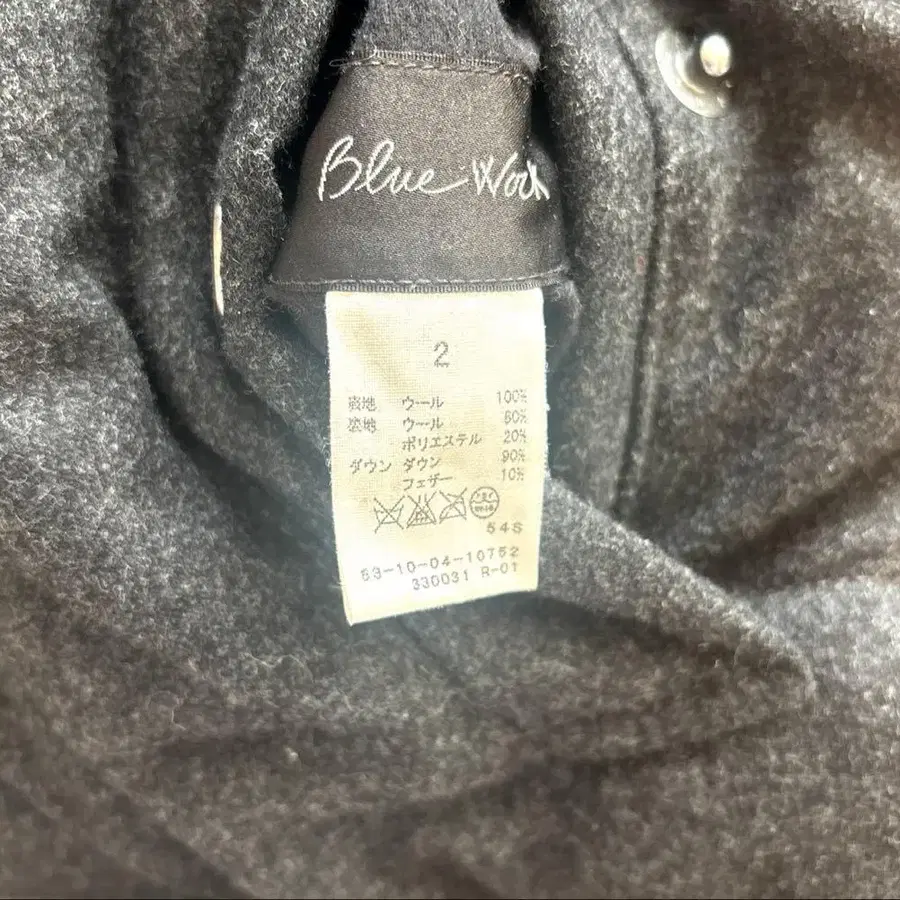 Blue Work
2
表地 ウール 100%
裏地 ウール 80%
ポリエステル 20%
ダウン ダウン 90%
フェザー 10%
54S
63-10-04-10752
330031 R-01